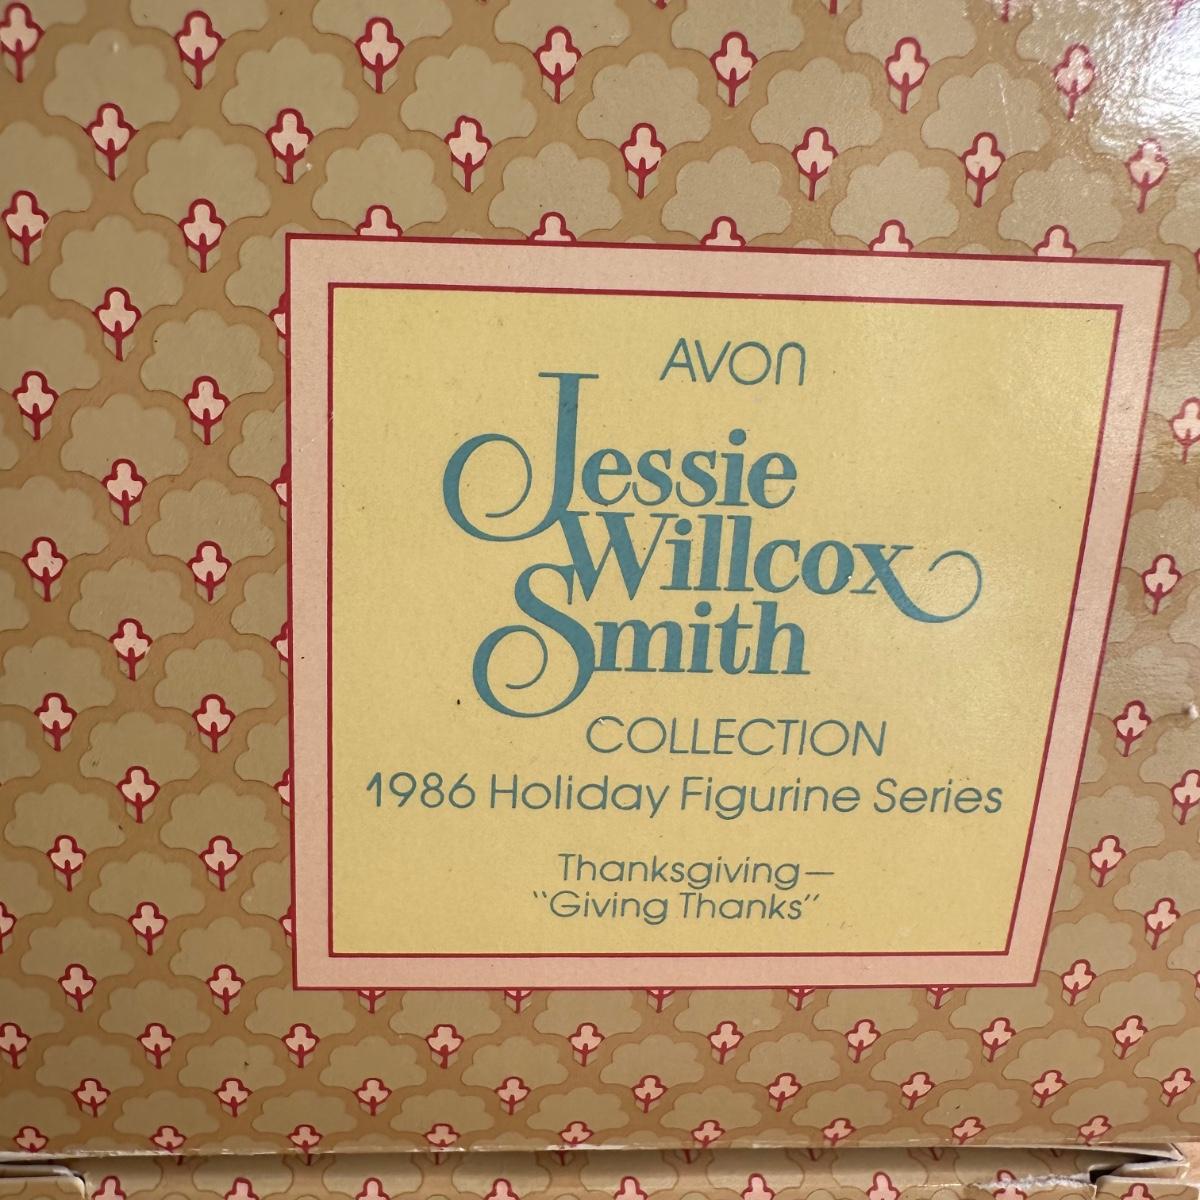 AVON
Jessie
Willcox
Smith
COLLECTION
1986 Holiday Figurine Series
Thanksgiving—
"Giving Thanks"